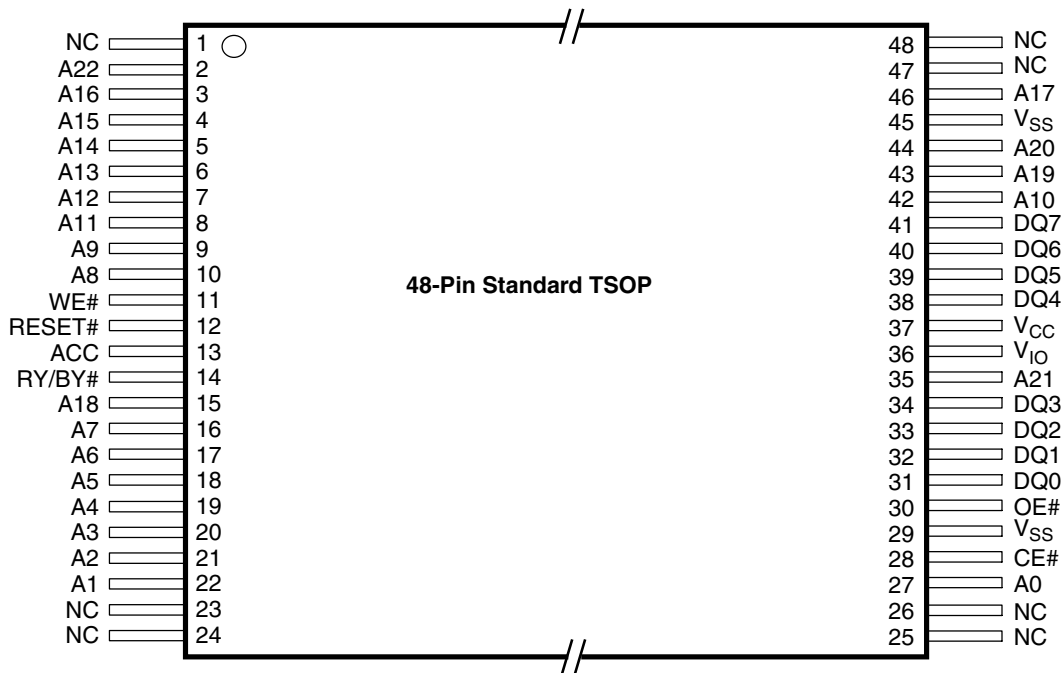 NC 1 48 NC
A22 2 47 NC
A16 3 46 A17
A15 4 45 VSS
A14 5 44 A20
A13 6 43 A19
A12 7 42 A10
A11 8 41 DQ7
A9 9 40 DQ6
A8 10 39 DQ5
48-Pin Standard TSOP
WE# 11 38 DQ4
RESET# 12 37 VCC
ACC 13 36 VIO
RY/BY# 14 35 A21
A18 15 34 DQ3
A7 16 33 DQ2
A6 17 32 DQ1
A5 18 31 DQ0
A4 19 30 OE#
A3 20 29 VSS
A2 21 28 CE#
A1 22 27 A0
NC 23 26 NC
NC 24 25 NC